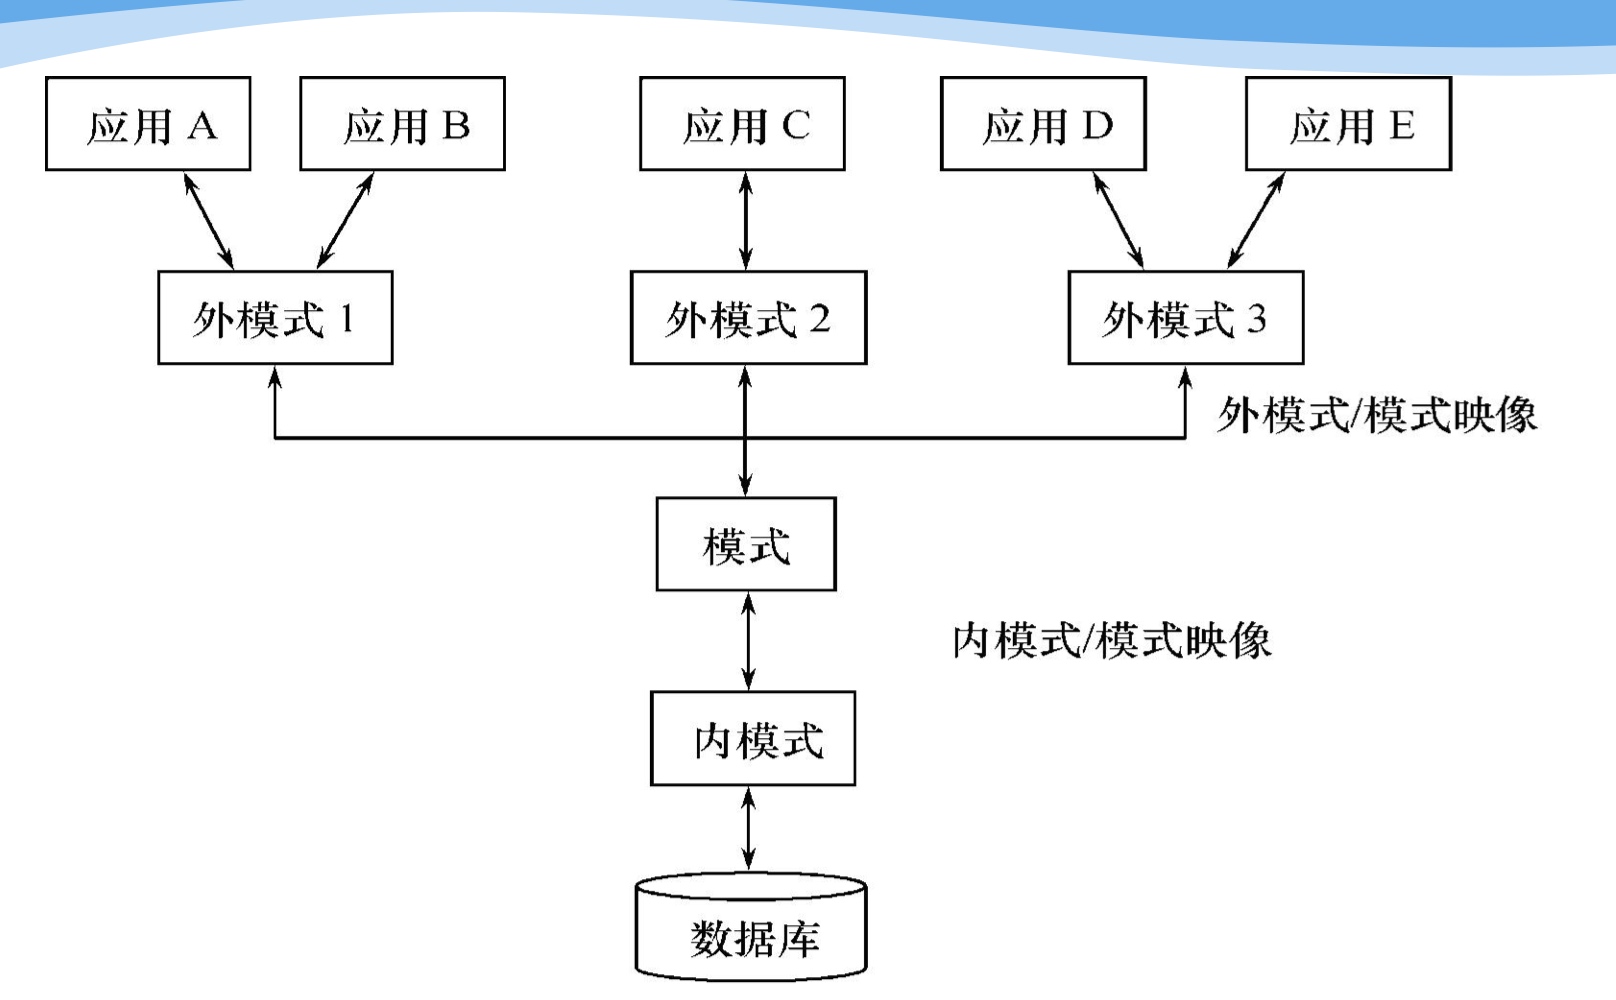 应用 A
应用 B
应用 C
应用 D
应用 E
外模式 1
外模式 2
外模式 3
外模式/模式映像
模式
内模式/模式映像
内模式
数据库